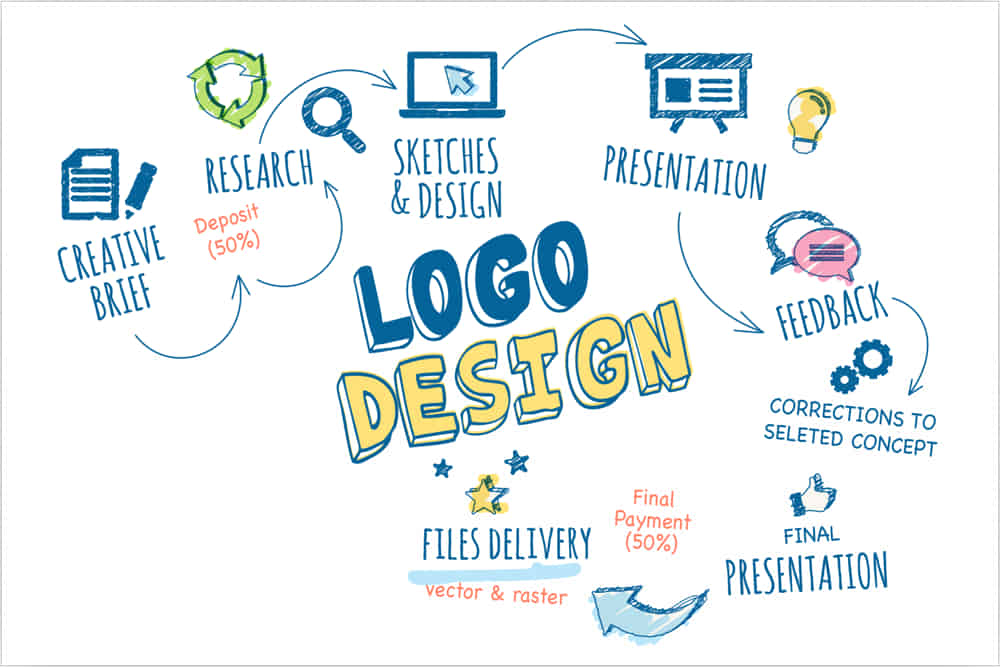 CREATIVE
BRIEF
RESEARCH
Deposit
(50%)
SKETCHES
& DESIGN
PRESENTATION
FEEDBACK
CORRECTIONS TO
SELETED CONCEPT
LOGO
DESIGN
FINAL
PRESENTATION
Final
Payment
(50%)
FILES DELIVERY
vector & raster